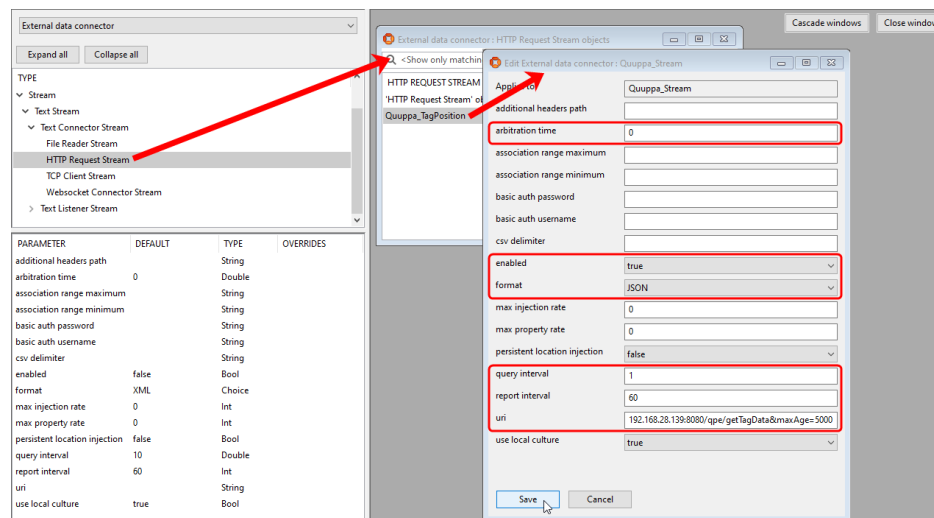 External data connector
Expand all
Collapse all
TYPE
Stream
Text Stream
Text Connector Stream
File Reader Stream
HTTP Request Stream
TCP Client Stream
Websocket Connector Stream
Text Listener Stream
PARAMETER DEFAULT TYPE OVERRIDES
additional headers path String
arbitration time 0 Double
association range maximum String
association range minimum String
basic auth password String
basic auth username String
csv delimiter String
enabled false Bool
format XML Choice
max injection rate 0 Int
max property rate 0 Int
persistent location injection false Bool
query interval 10 Double
report interval 60 Int
uri String
use local culture true Bool
Cascade windows
Close window
External data connector : HTTP Request Stream objects
<Show only matchin
HTTP REQUEST STREAM
'HTTP Request Stream' ob
Quuppa_TagPosition
Edit External data connector : Quuppa_Stream
Applies to Quuppa_Stream
additional headers path
arbitration time 0
association range maximum
association range minimum
basic auth password
basic auth username
csv delimiter
enabled true
format JSON
max injection rate 0
max property rate 0
persistent location injection false
query interval 1
report interval 60
uri 192.168.28.139:8080/qpe/getTagData&maxAge=5000
use local culture true
Save
Cancel